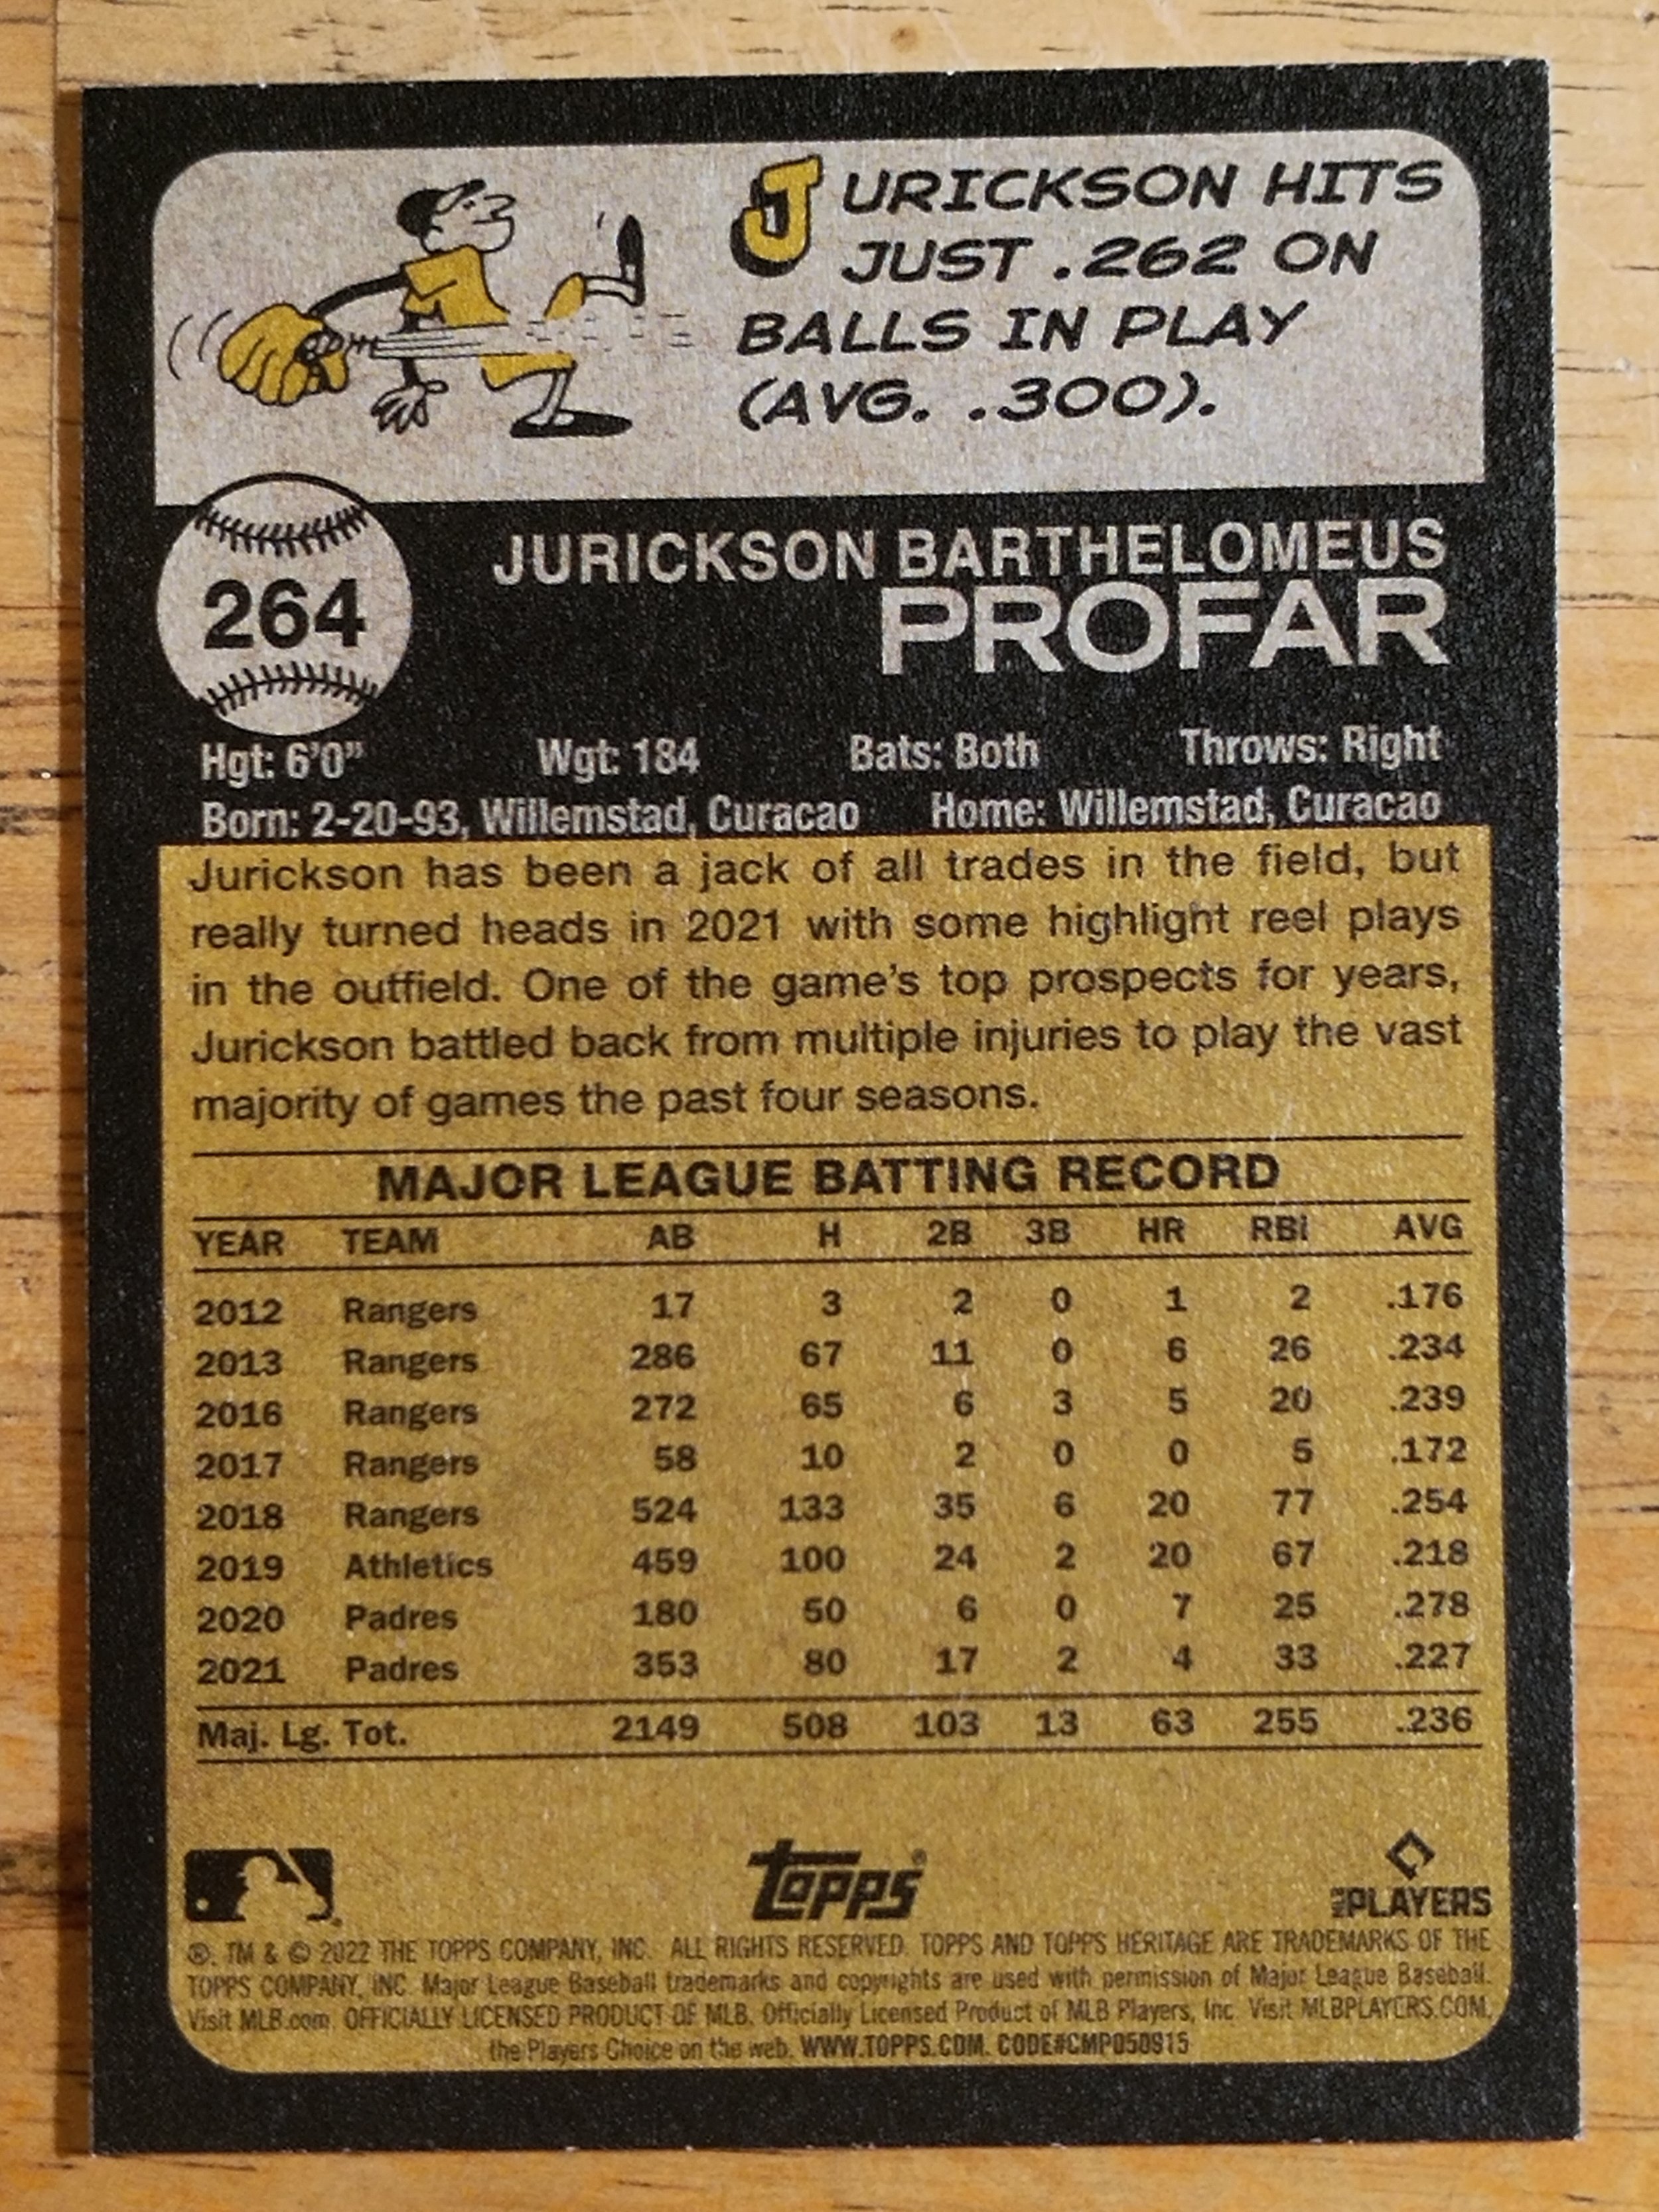 JURICKSON HITS
JUST .262 ON
BALLS IN PLAY
(AVG. .300).
264
JURICKSON BARTHELOMEUS
PROFAR
Hgt: 6'0" Wgt: 184 Bats: Both Throws: Right
Born: 2-20-93, Willemstad, Curacao Home: Willemstad, Curacao
Jurickson has been a jack of all trades in the field, but
really turned heads in 2021 with some highlight reel plays
in the outfield. One of the game's top prospects for years,
Jurickson battled back from multiple injuries to play the vast
majority of games the past four seasons.
MAJOR LEAGUE BATTING RECORD
YEAR TEAM AB H 2B 3B HR RBI AVG
2012 Rangers 17 3 2 0 1 2 .176
2013 Rangers 286 67 11 0 6 26 .234
2016 Rangers 272 65 6 3 5 20 .239
2017 Rangers 58 10 2 0 0 5 .172
2018 Rangers 524 133 35 6 20 77 .254
2019 Athletics 459 100 24 2 20 67 .218
2020 Padres 180 50 6 0 7 25 .278
2021 Padres 353 80 17 2 4 33 .227
Maj. Lg. Tot. 2149 508 103 13 63 255 .236
topps®
MLB PLAYERS
®, TM & © 2022 THE TOPPS COMPANY, INC. ALL RIGHTS RESERVED. TOPPS AND TOPPS HERITAGE ARE TRADEMARKS OF THE
TOPPS COMPANY, INC. Major League Baseball trademarks and copyrights are used with permission of Major League Baseball.
Visit MLB.com. OFFICIALLY LICENSED PRODUCT OF MLB. Officially Licensed Product of MLB Players, Inc. Visit MLBPLAYERS.COM,
the Players Choice on the web. WWW.TOPPS.COM. CODE#CMP050915